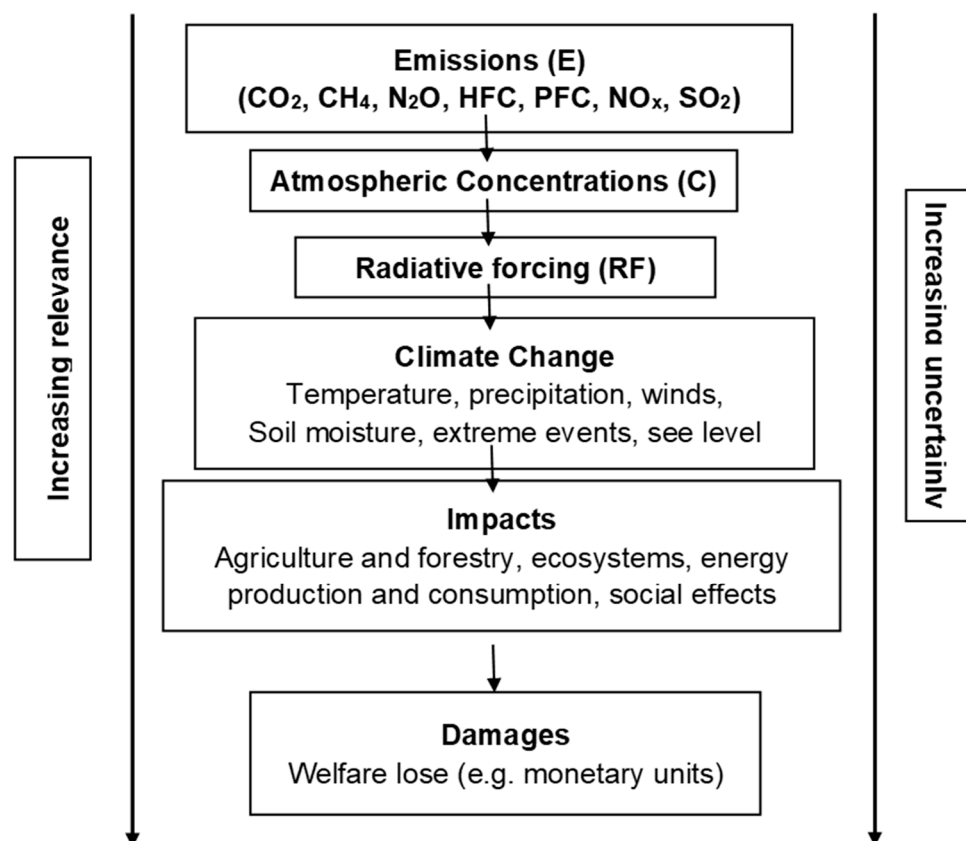 Emissions (E)
(CO₂, CH₄, N₂O, HFC, PFC, NOₓ, SO₂)
Atmospheric Concentrations (C)
Radiative forcing (RF)
Climate Change
Temperature, precipitation, winds,
Soil moisture, extreme events, see level
Impacts
Agriculture and forestry, ecosystems, energy
production and consumption, social effects
Damages
Welfare lose (e.g. monetary units)
Increasing relevance
Increasing uncertainly